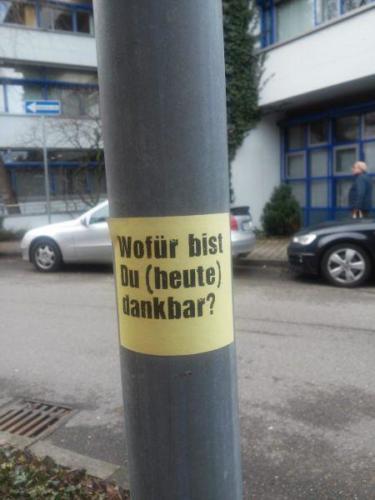 Wofür bist
Du (heute)
dankbar?